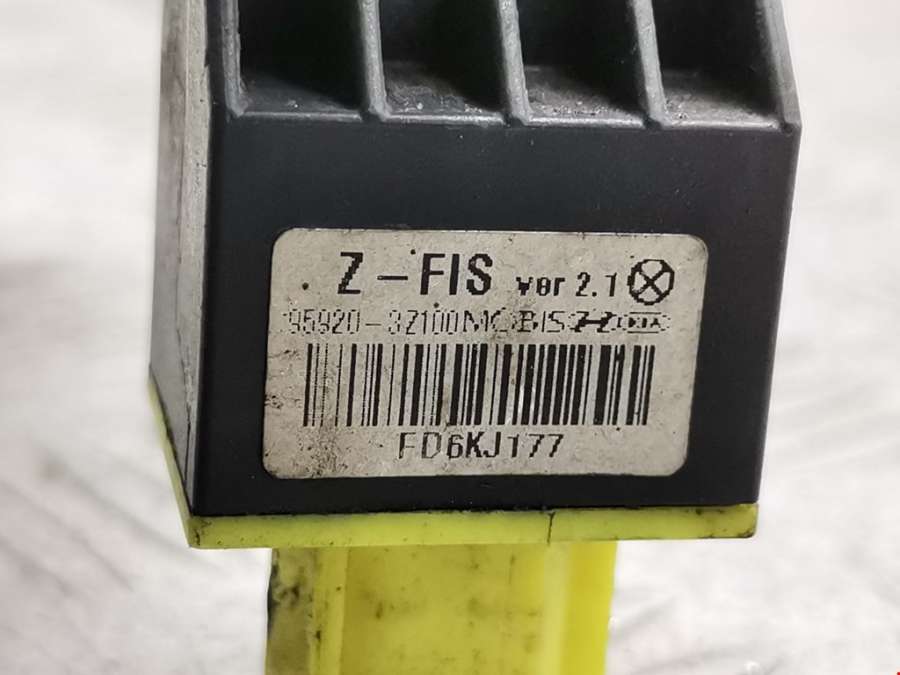 Z-FIS ver 2.1
95920-3Z100 MOBIS
FD6KJ177